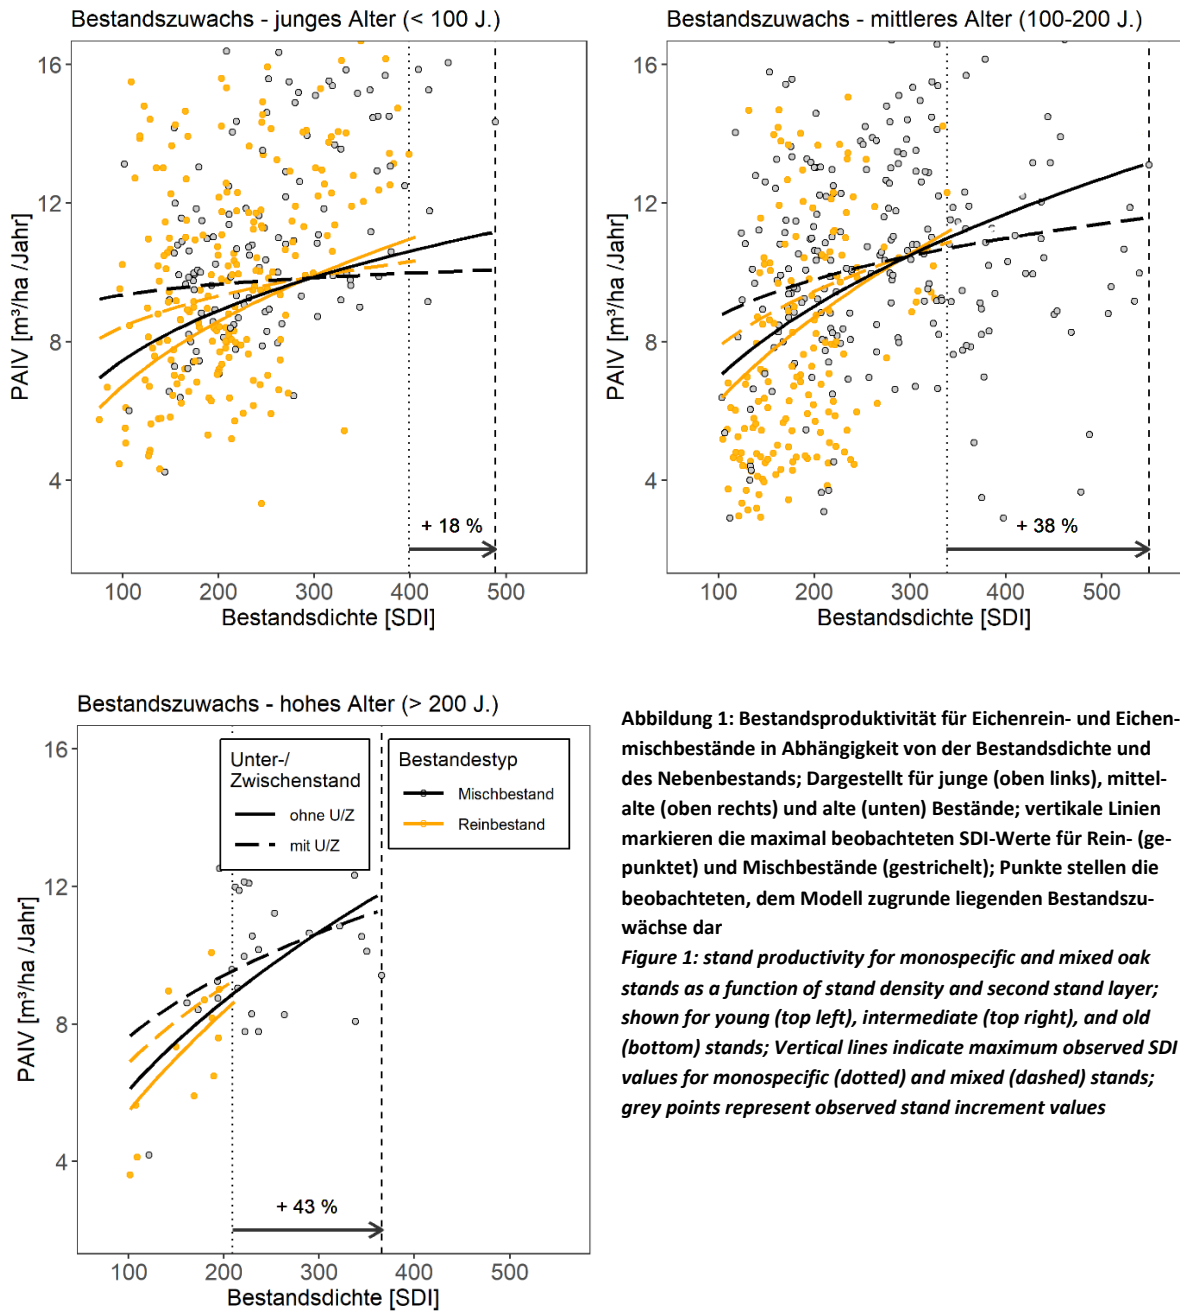 Bestandszuwachs - junges Alter (< 100 J.)
PAIV [m³/ha /Jahr]
16
12
8
4
+ 18 %
100 200 300 400 500
Bestandsdichte [SDI]
Bestandszuwachs - mittleres Alter (100-200 J.)
PAIV [m³/ha /Jahr]
16
12
8
4
+ 38 %
100 200 300 400 500
Bestandsdichte [SDI]
Bestandszuwachs - hohes Alter (> 200 J.)
PAIV [m³/ha /Jahr]
16
12
8
4
Unter-/
Zwischenstand
ohne U/Z
mit U/Z
Bestandestyp
Mischbestand
Reinbestand
+ 43 %
100 200 300 400 500
Bestandsdichte [SDI]
Abbildung 1: Bestandsproduktivität für Eichenrein- und Eichen-
mischbestände in Abhängigkeit von der Bestandsdichte und
des Nebenbestands; Dargestellt für junge (oben links), mittel-
alte (oben rechts) und alte (unten) Bestände; vertikale Linien
markieren die maximal beobachteten SDI-Werte für Rein- (ge-
punktet) und Mischbestände (gestrichelt); Punkte stellen die
beobachteten, dem Modell zugrunde liegenden Bestandszu-
wächse dar
Figure 1: stand productivity for monospecific and mixed oak
stands as a function of stand density and second stand layer;
shown for young (top left), intermediate (top right), and old
(bottom) stands; Vertical lines indicate maximum observed SDI
values for monospecific (dotted) and mixed (dashed) stands;
grey points represent observed stand increment values